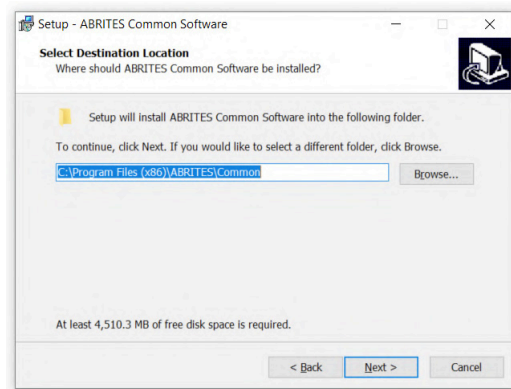 Setup - ABRITES Common Software
Select Destination Location
Where should ABRITES Common Software be installed?
Setup will install ABRITES Common Software into the following folder.
To continue, click Next. If you would like to select a different folder, click Browse.
C:\Program Files (x86)\ABRITES\Common
Browse...
At least 4,510.3 MB of free disk space is required.
< Back
Next >
Cancel